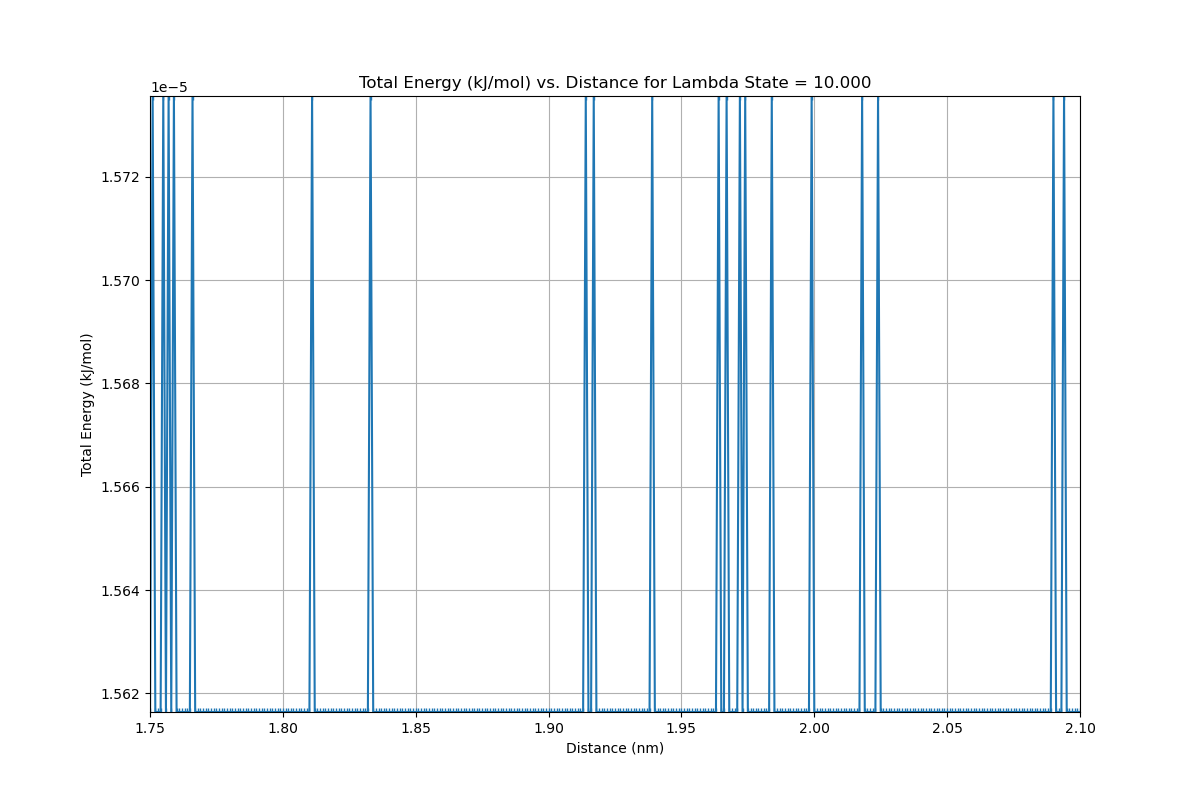 Total Energy (kJ/mol) vs. Distance for Lambda State = 10.000
1e−5
1.572
1.570
1.568
1.566
1.564
1.562
Total Energy (kJ/mol)
1.75 1.80 1.85 1.90 1.95 2.00 2.05 2.10
Distance (nm)